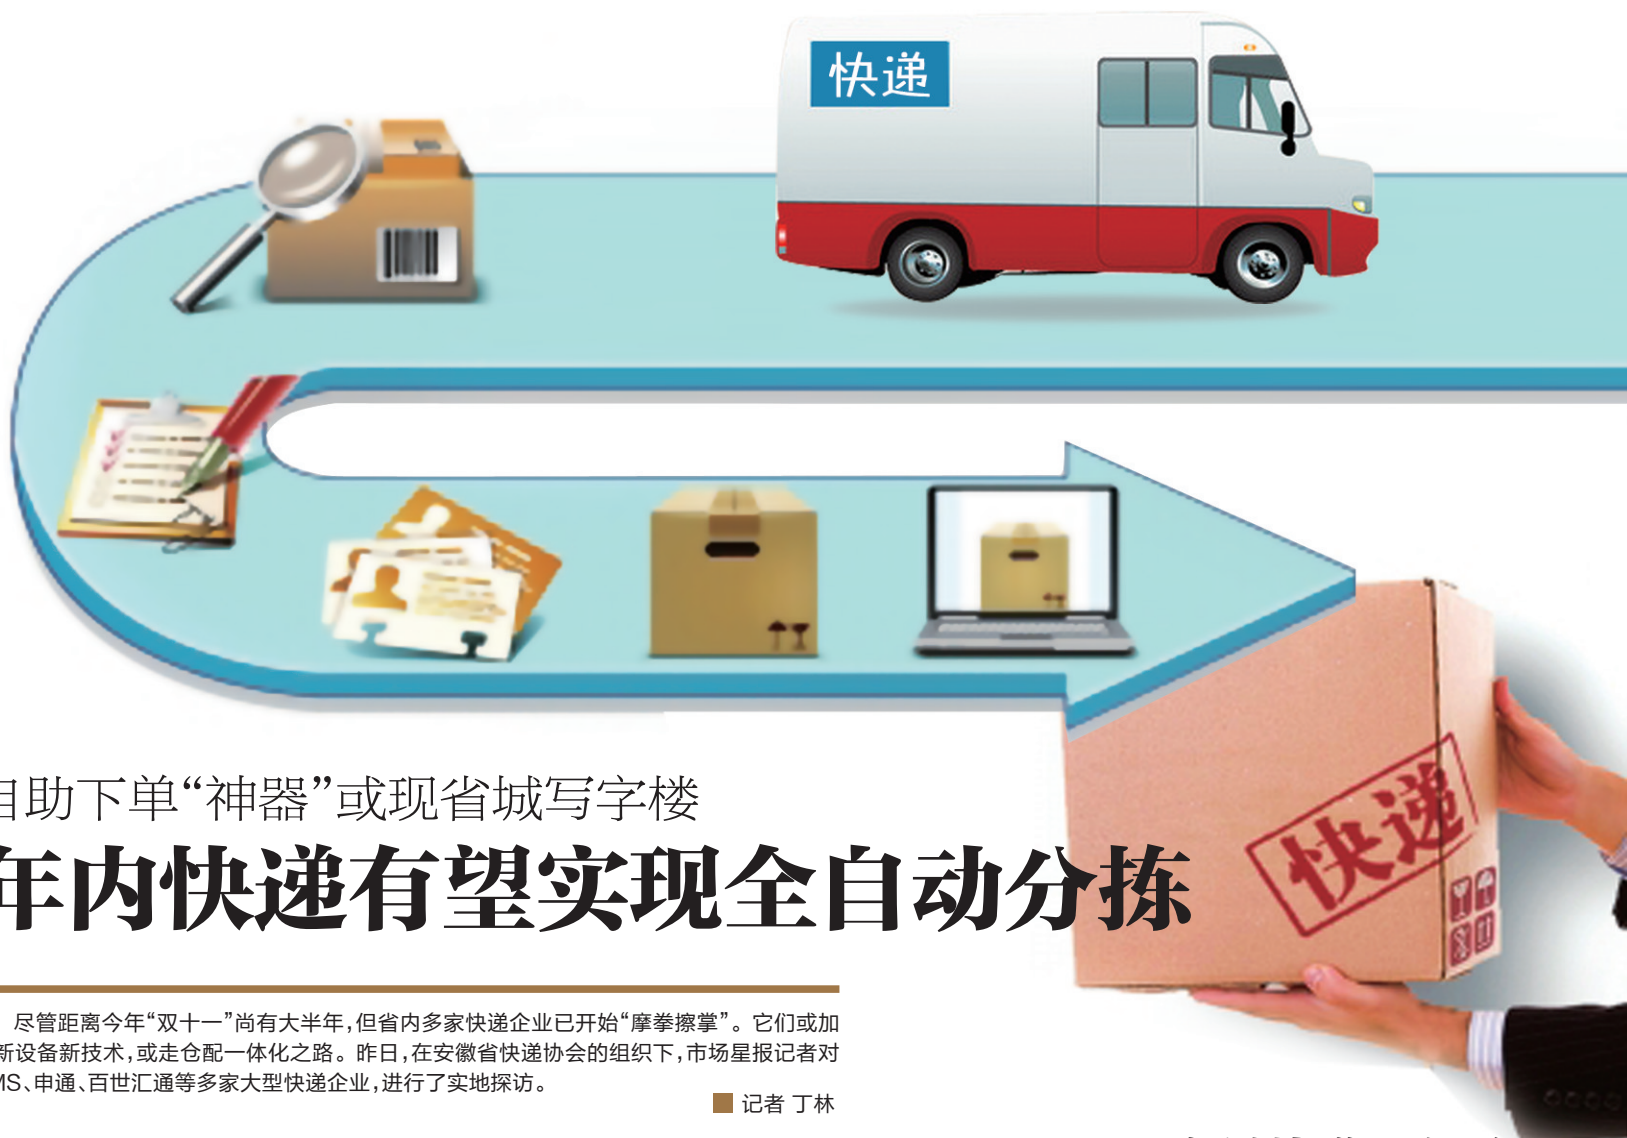 快递
自助下单“神器”或现省城写字楼
年内快递有望实现全自动分拣
快递
尽管距离今年“双十一”尚有大半年,但省内多家快递企业已开始“摩拳擦掌”。它们或加
新设备新技术,或走仓配一体化之路。昨日,在安徽省快递协会的组织下,市场星报记者对
MS、申通、百世汇通等多家大型快递企业,进行了实地探访。
记者 丁林